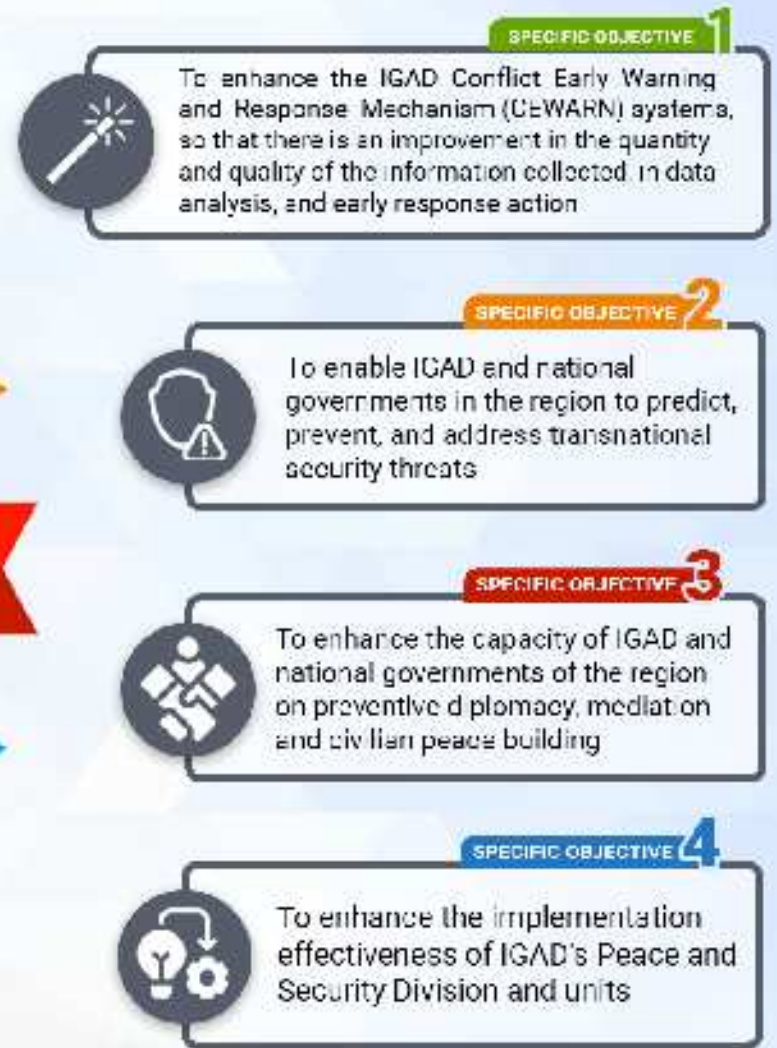 SPECIFIC OBJECTIVE 1
To enhance the IGAD Conflict Early Warning
and Response Mechanism (CEWARN) systems,
so that there is an improvement in the quantity
and quality of the information collected, in data
analysis, and early response action
SPECIFIC OBJECTIVE 2
To enable IGAD and national
governments in the region to predict,
prevent, and address transnational
security threats
SPECIFIC OBJECTIVE 3
To enhance the capacity of IGAD and
national governments of the region
on preventive diplomacy, mediation
and civilian peace building
SPECIFIC OBJECTIVE 4
To enhance the implementation
effectiveness of IGAD's Peace and
Security Division and units